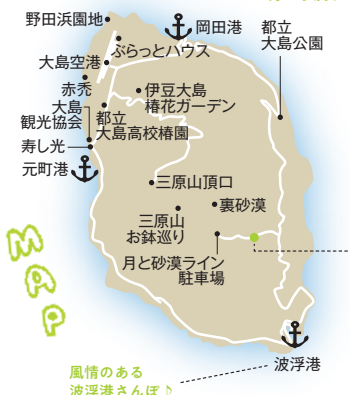 野田浜園地
岡田港
都立
大島公園
ぶらっとハウス
大島空港
赤禿
伊豆大島
椿花ガーデン
大島
観光協会
都立
大島高校椿園
寿し光
元町港
三原山頂口
裏砂漠
三原山
お鉢巡り
月と砂漠ライン
駐車場
MAP
波浮港
風情のある
波浮港さんぽ♪